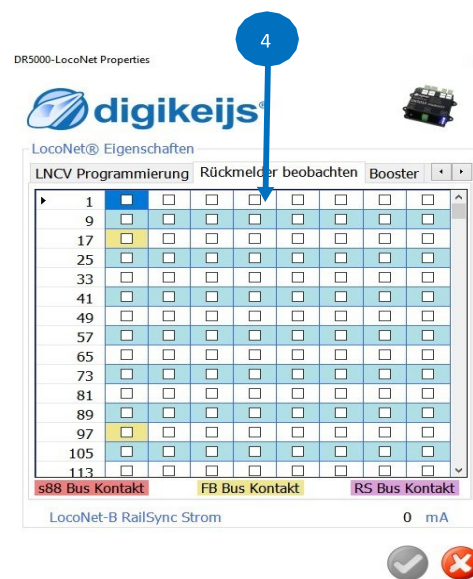 4
DR5000-LocoNet Properties
digikeijs
LocoNet® Eigenschaften
LNCV Programmierung Rückmelder beobachten Booster
1
9
17
25
33
41
49
57
65
73
81
89
97
105
113
s88 Bus Kontakt FB Bus Kontakt RS Bus Kontakt
LocoNet-B RailSync Strom 0 mA